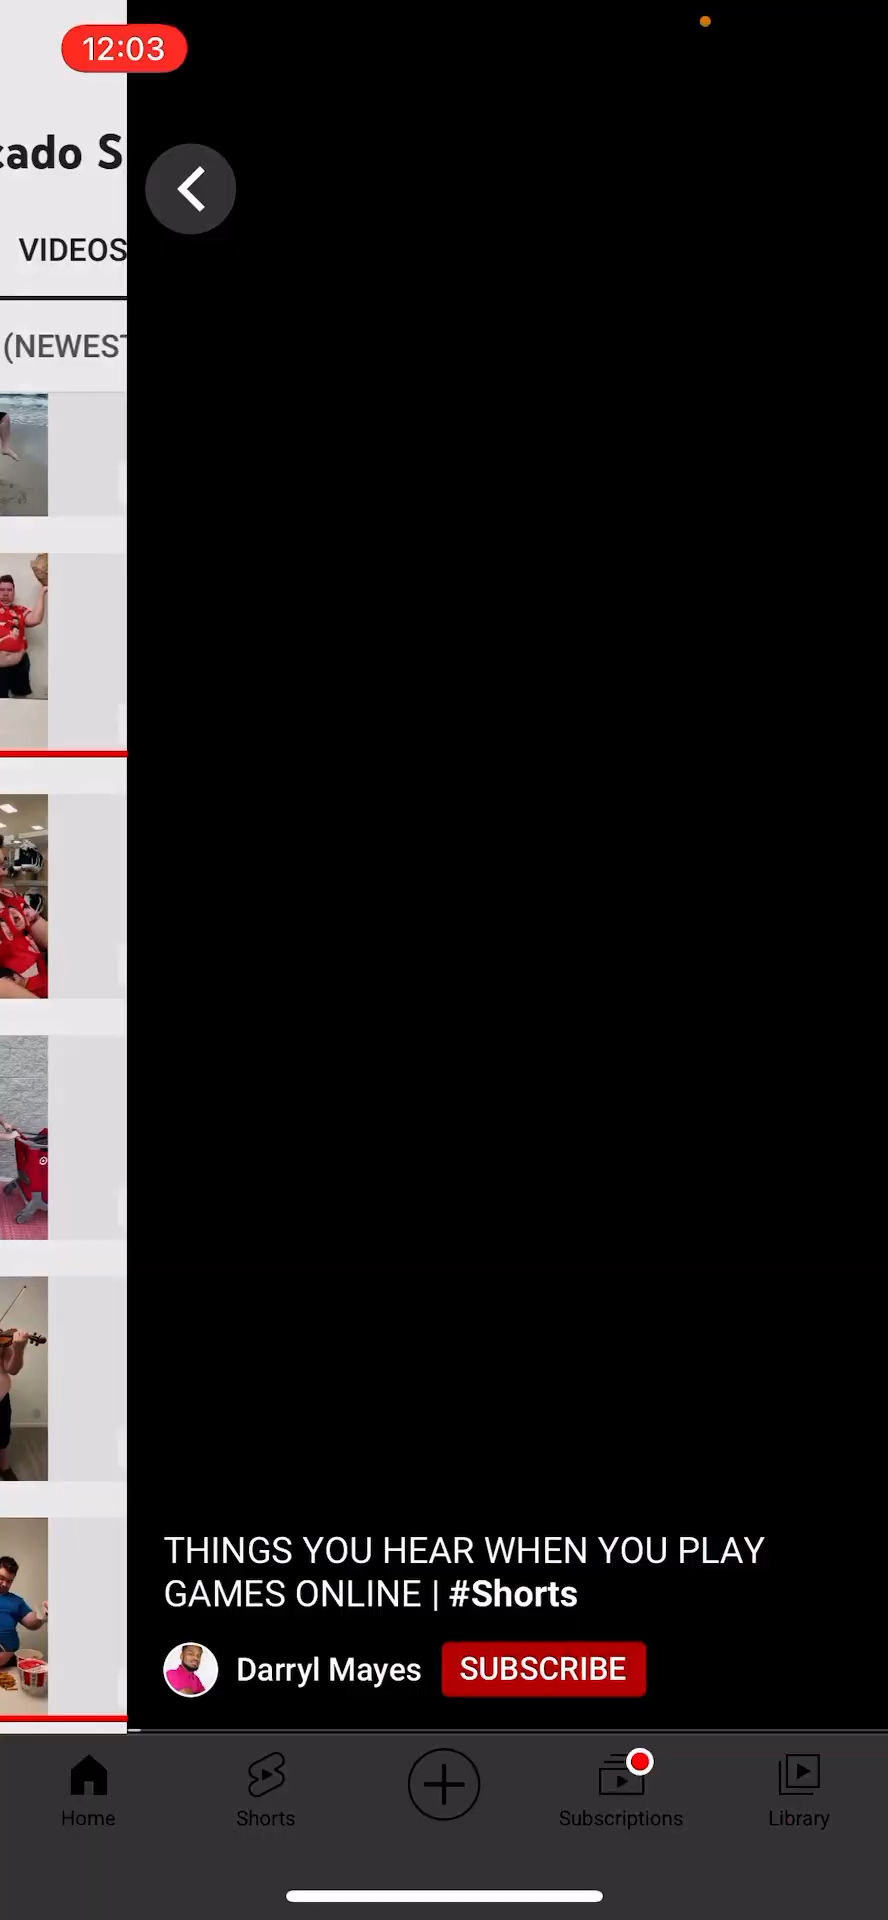 12:03
cado S
VIDEOS
(NEWEST
THINGS YOU HEAR WHEN YOU PLAY
GAMES ONLINE | #Shorts
Darryl Mayes SUBSCRIBE
Home Shorts Subscriptions Library